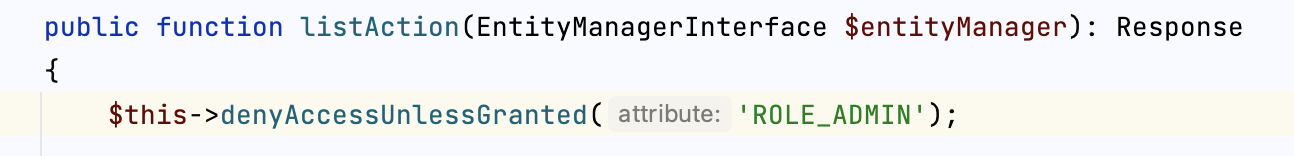 public function listAction(EntityManagerInterface $entityManager): Response
{
$this->denyAccessUnlessGranted( attribute: 'ROLE_ADMIN');